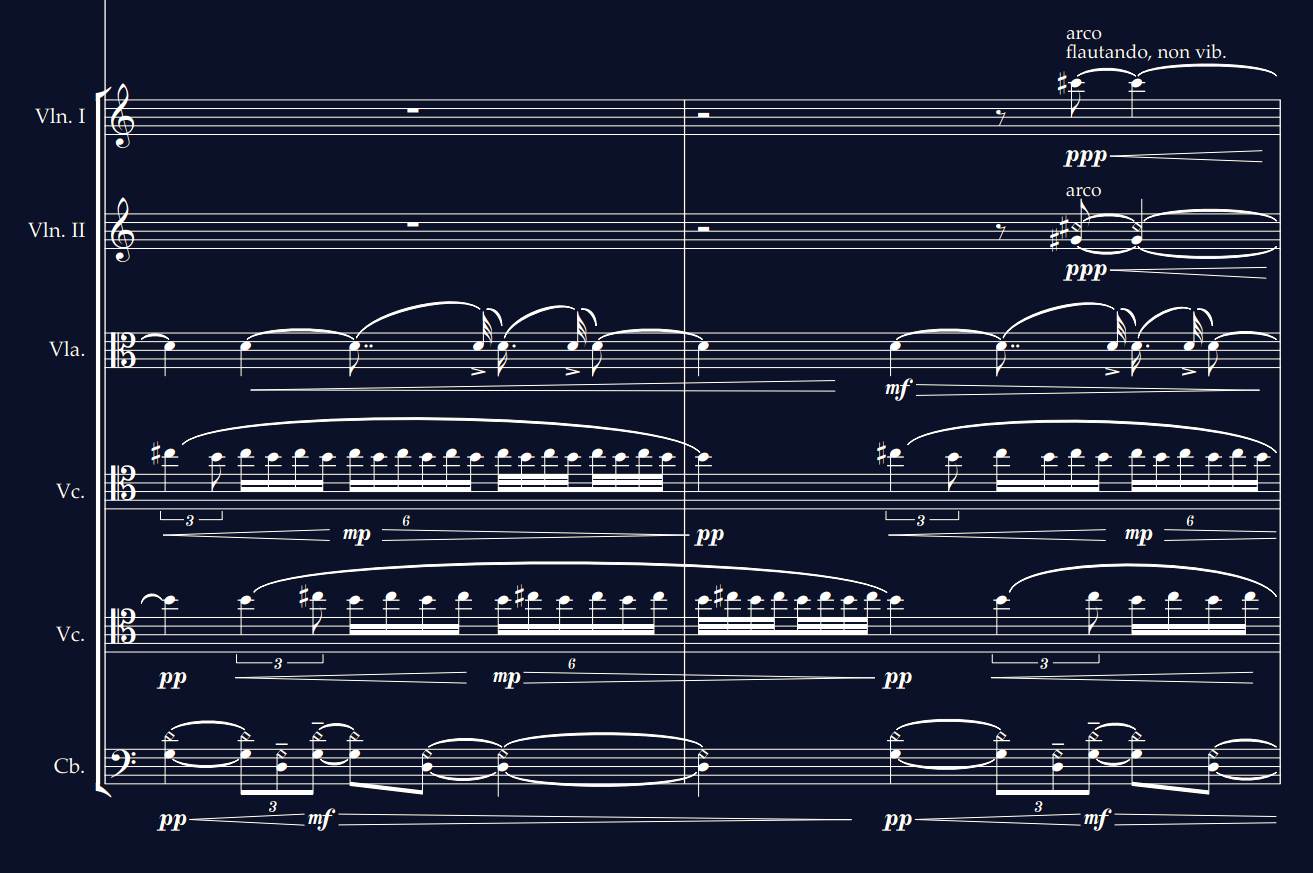 arco
flautando, non vib.
Vln. I
ppp
arco
Vln. II
ppp
Vla.
mf
Vc.
3 6 3 6
mp pp mp
Vc.
3 6 3
pp mp pp
Cb.
3 3
pp mf pp mf